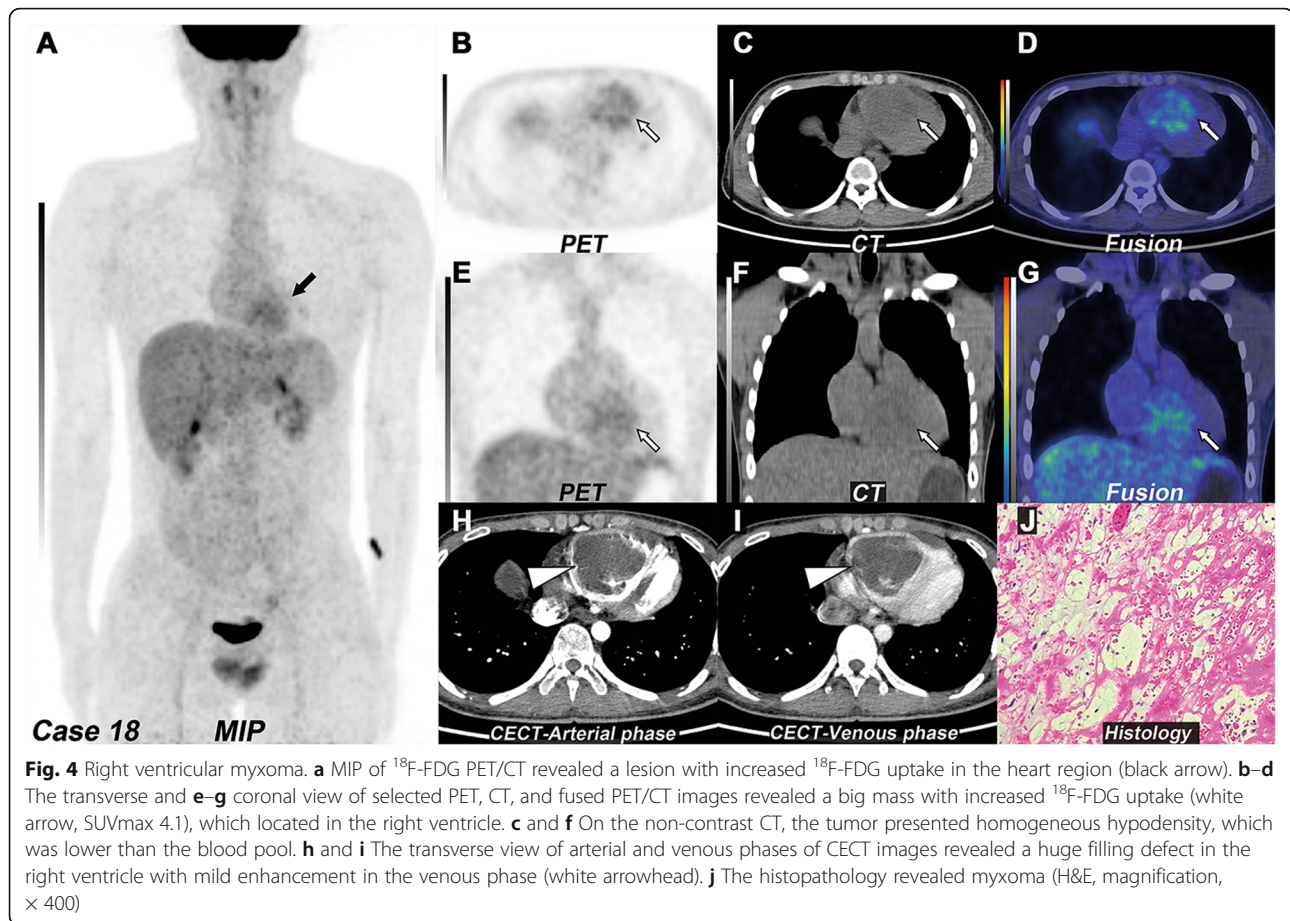 A
B
C
D
PET
CT
Fusion
E
F
G
PET
CT
Fusion
H
I
J
Case 18
MIP
CECT-Arterial phase
CECT-Venous phase
Histology
Fig. 4 Right ventricular myxoma. a MIP of ¹⁸F-FDG PET/CT revealed a lesion with increased ¹⁸F-FDG uptake in the heart region (black arrow). b–d
The transverse and e–g coronal view of selected PET, CT, and fused PET/CT images revealed a big mass with increased ¹⁸F-FDG uptake (white
arrow, SUVmax 4.1), which located in the right ventricle. c and f On the non-contrast CT, the tumor presented homogeneous hypodensity, which
was lower than the blood pool. h and i The transverse view of arterial and venous phases of CECT images revealed a huge filling defect in the
right ventricle with mild enhancement in the venous phase (white arrowhead). j The histopathology revealed myxoma (H&E, magnification,
× 400)